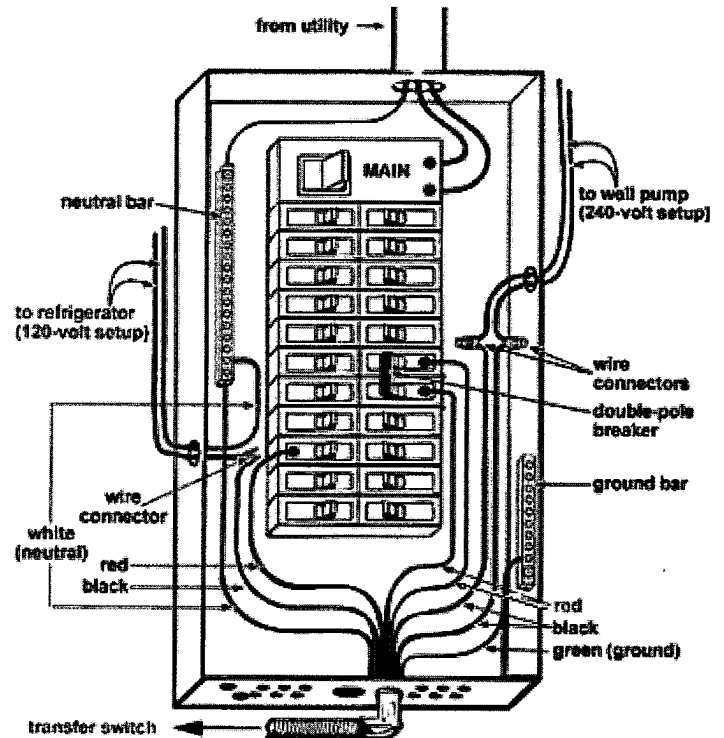 from utility
MAIN
neutral bar
to well pump
(240-volt setup)
to refrigerator
(120-volt setup)
wire
connectors
double-pole
breaker
ground bar
wire
connector
white
(neutral)
red
black
red
black
green (ground)
transfer switch